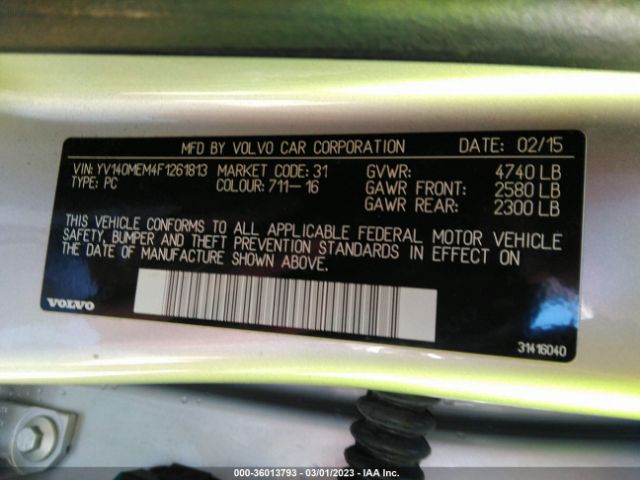 MFD BY VOLVO CAR CORPORATION DATE: 02/15
VIN: YV140MEM4F1261813 MARKET CODE: 31 GVWR: 4740 LB
TYPE: PC COLOUR: 711-16 GAWR FRONT: 2580 LB
GAWR REAR: 2300 LB
THIS VEHICLE CONFORMS TO ALL APPLICABLE FEDERAL MOTOR VEHICLE
SAFETY, BUMPER AND THEFT PREVENTION STANDARDS IN EFFECT ON
THE DATE OF MANUFACTURE SHOWN ABOVE.
VOLVO
31416040
000-36013793 - 03/01/2023 - IAA Inc.